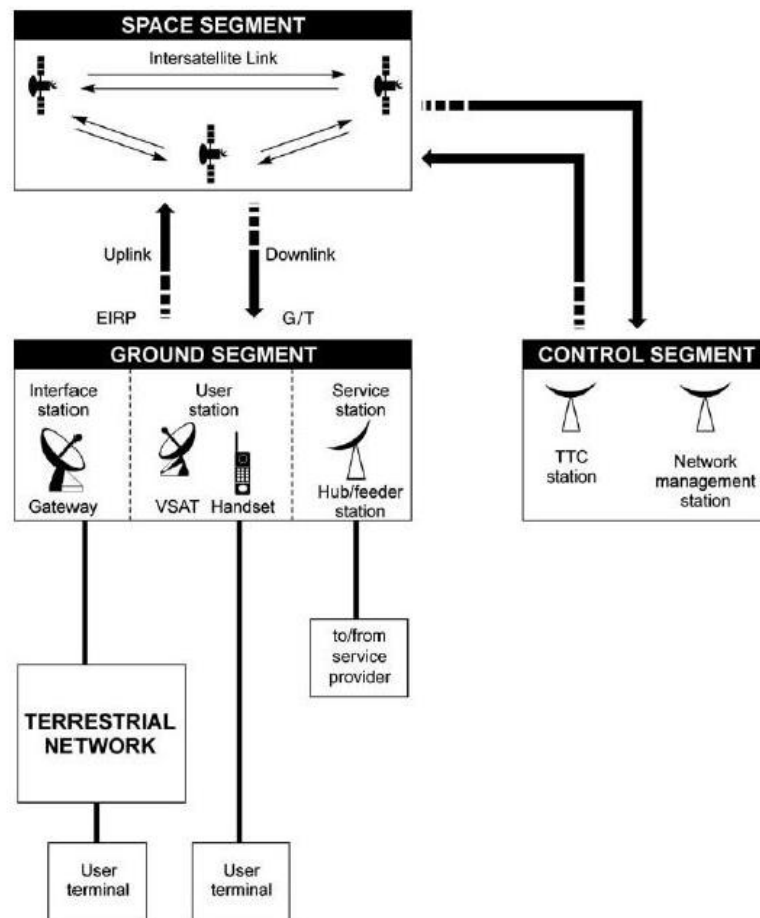 SPACE SEGMENT
Intersatellite Link
Uplink
Downlink
EIRP
G/T
GROUND SEGMENT
Interface
station
User
station
Service
station
Gateway
VSAT
Handset
Hub/feeder
station
CONTROL SEGMENT
TTC
station
Network
management
station
to/from
service
provider
TERRESTRIAL
NETWORK
User
terminal
User
terminal